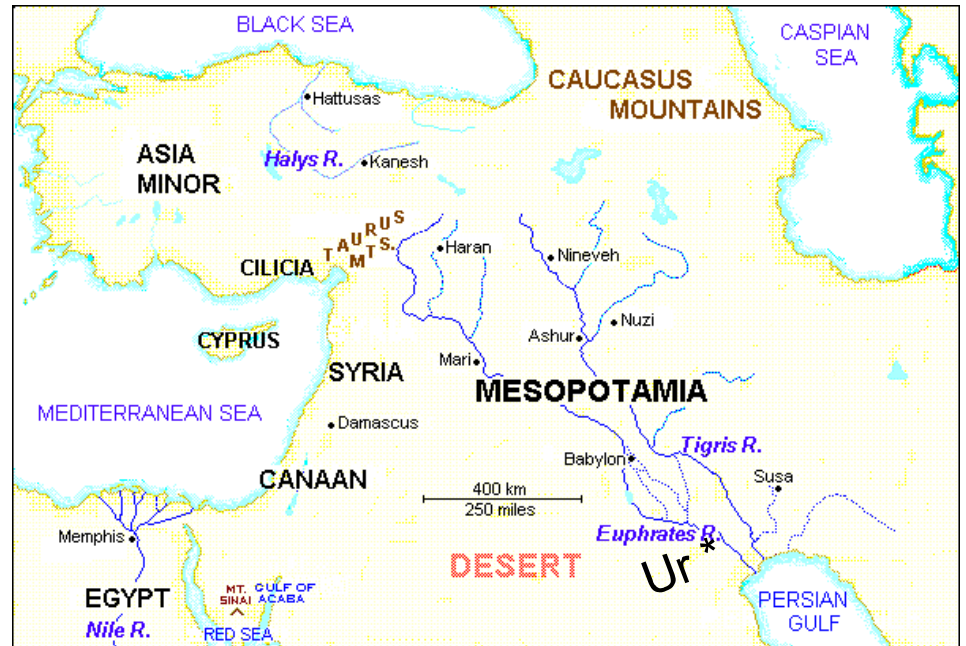 BLACK SEA
CASPIAN
SEA
CAUCASUS
MOUNTAINS
Hattusas
ASIA
MINOR
Halys R.
Kanesh
TAURUS
MTS.
Haran
Nineveh
CILICIA
CYPRUS
Nuzi
Ashur
Mari
SYRIA
MESOPOTAMIA
MEDITERRANEAN SEA
Damascus
Tigris R.
Babylon
CANAAN
Susa
400 km
250 miles
Memphis
Euphrates R.
Ur *
DESERT
MT.
SINAI
GULF OF
ACABA
EGYPT
PERSIAN
GULF
Nile R.
RED SEA